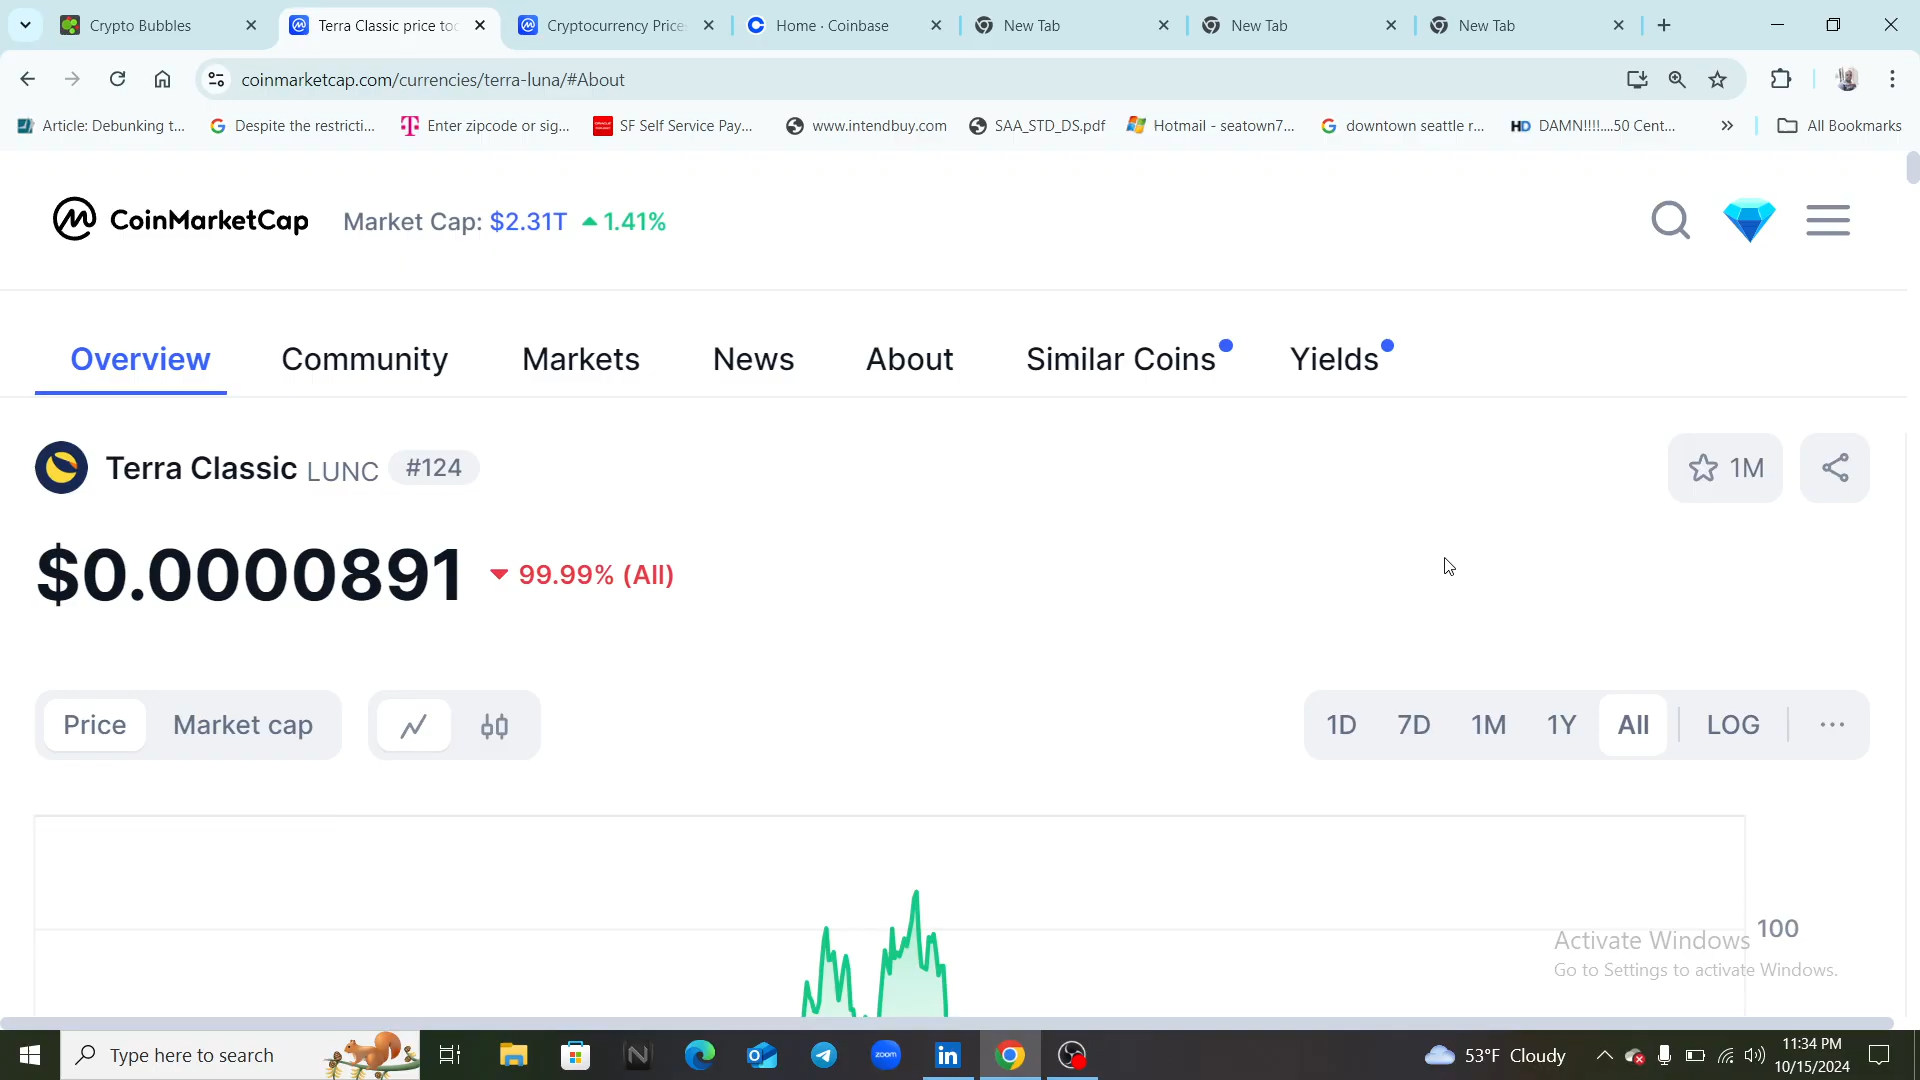 Crypto Bubbles
Terra Classic price toc
Cryptocurrency Price
Home · Coinbase
New Tab
New Tab
New Tab
coinmarketcap.com/currencies/terra-luna/#About
Article: Debunking t...
Despite the restricti...
Enter zipcode or sig...
SF Self Service Pay...
www.intendbuy.com
SAA_STD_DS.pdf
Hotmail - seatown7...
downtown seattle r...
HD DAMN!!!!....50 Cent...
All Bookmarks
CoinMarketCap
Market Cap: $2.31T 1.41%
Overview
Community
Markets
News
About
Similar Coins
Yields
Terra Classic LUNC #124
1M
$0.0000891 99.99% (All)
Price
Market cap
1D
7D
1M
1Y
All
LOG
...
100
Activate Windows
Go to Settings to activate Windows.
Type here to search
zoom
in
53°F Cloudy
11:34 PM
10/15/2024